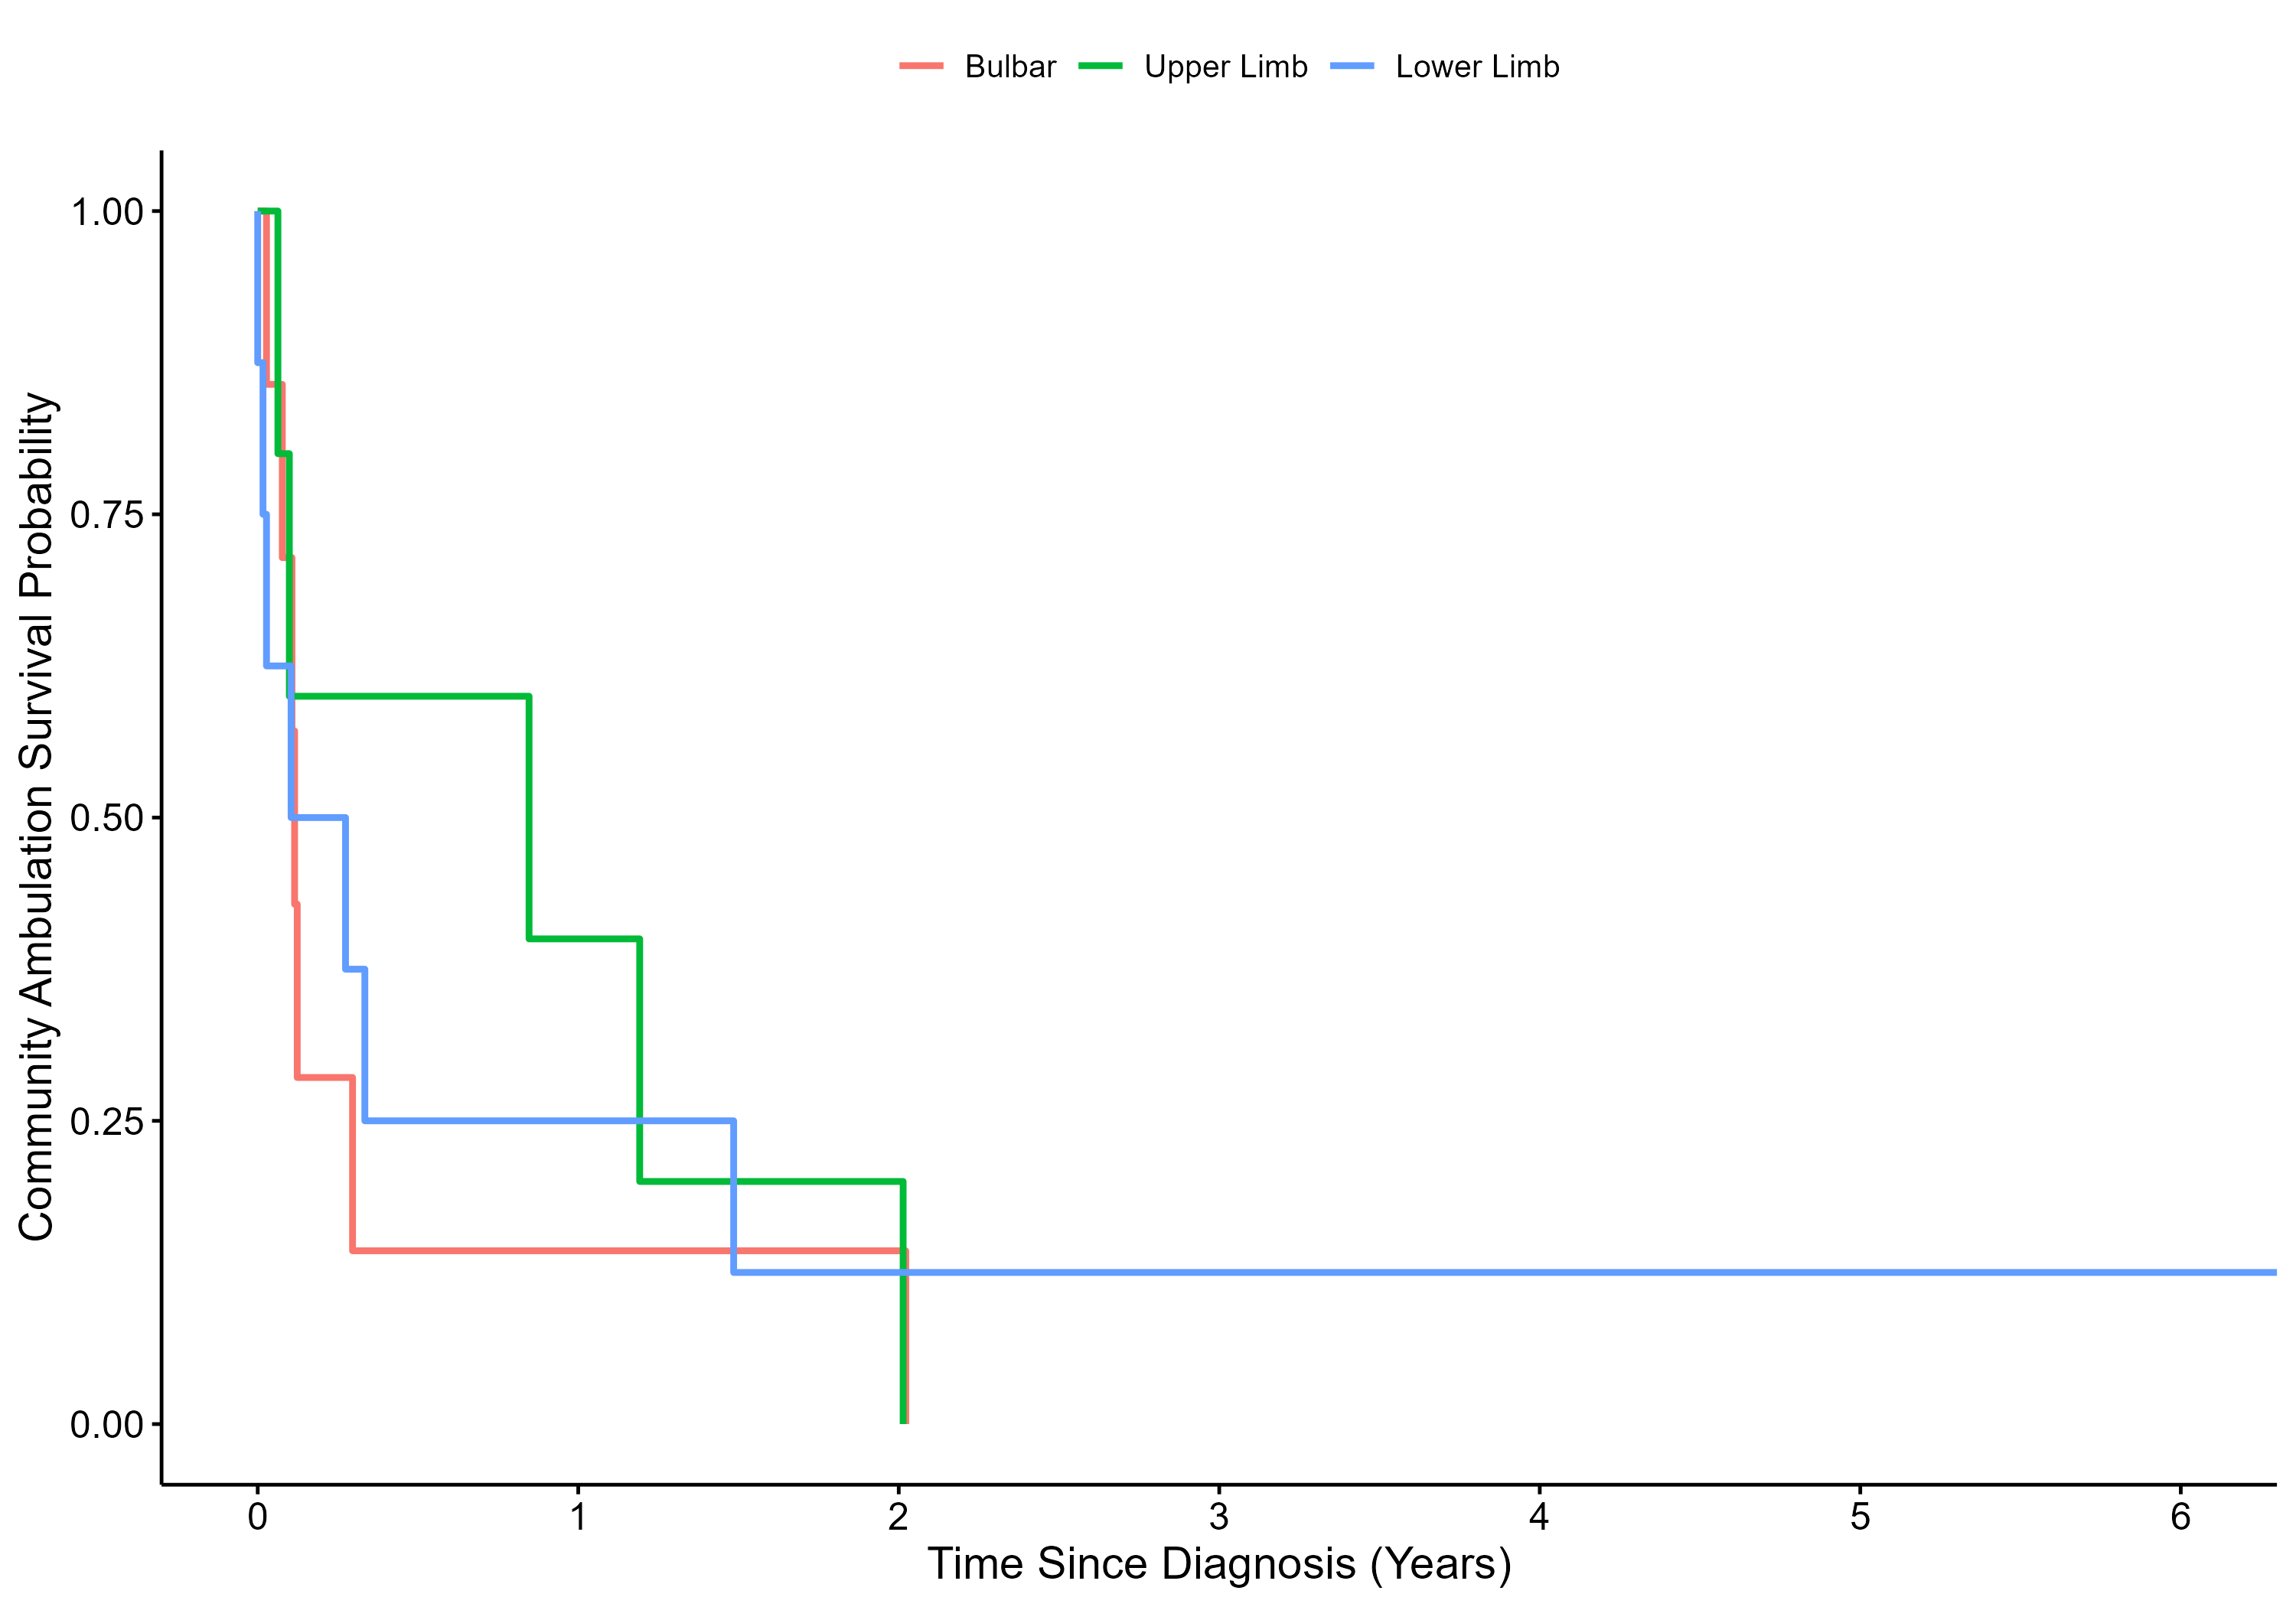 Bulbar Upper Limb Lower Limb
Community Ambulation Survival Probability
1.00
0.75
0.50
0.25
0.00
0 1 2 3 4 5 6
Time Since Diagnosis (Years)